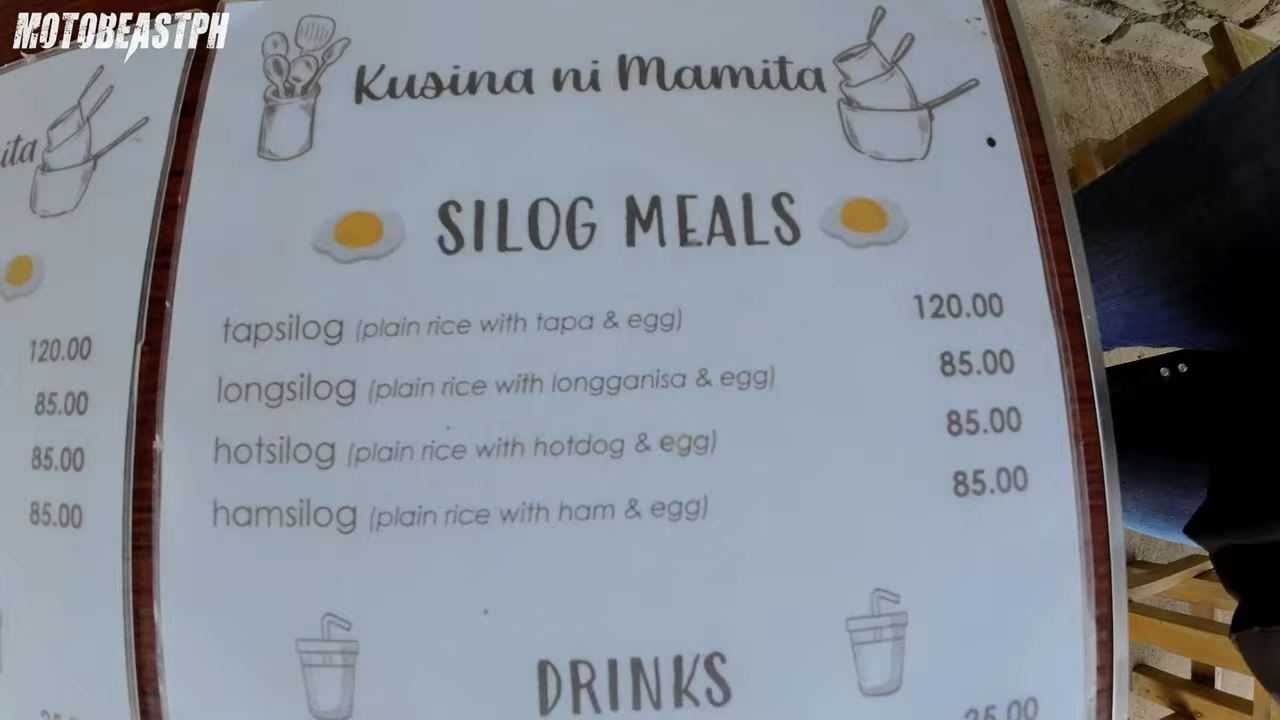 MOTOBEASTPH
Kusina ni Mamita
SILOG MEALS
tapsilog (plain rice with tapa & egg) 120.00
longsilog (plain rice with longganisa & egg) 85.00
hotsilog (plain rice with hotdog & egg) 85.00
hamsilog (plain rice with ham & egg) 85.00
DRINKS
ita
120.00
85.00
85.00
85.00